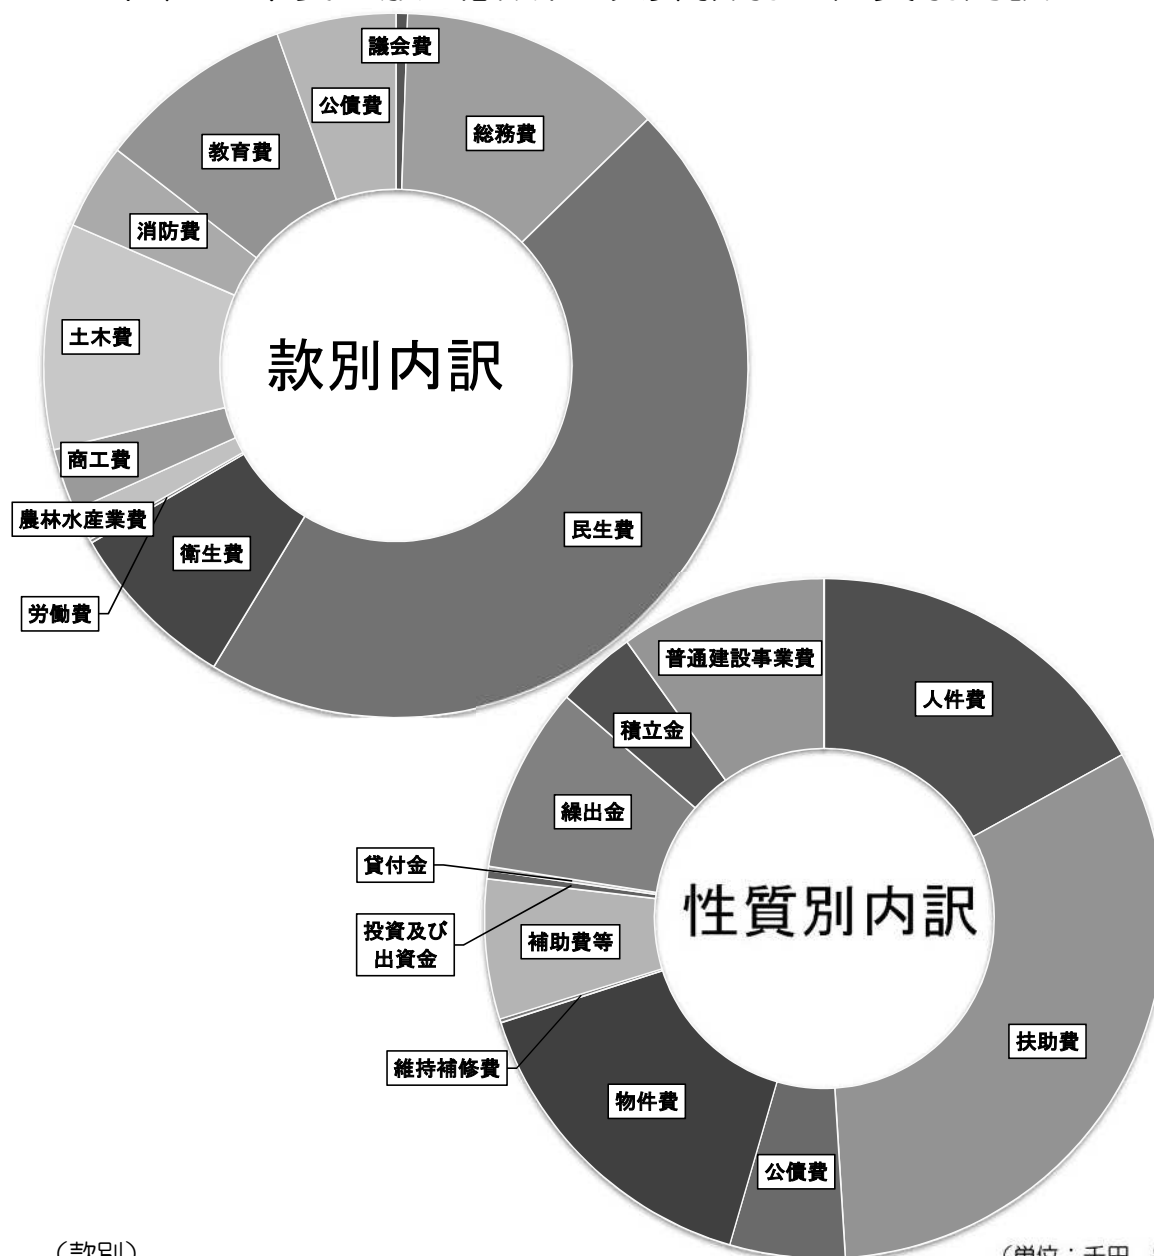 議会費
公債費
総務費
教育費
消防費
土木費
款別内訳
商工費
農林水産業費
民生費
衛生費
労働費
普通建設事業費
人件費
積立金
繰出金
貸付金
性質別内訳
投資及び
出資金
補助費等
扶助費
維持補修費
物件費
公債費
（款別）
（単位：千円